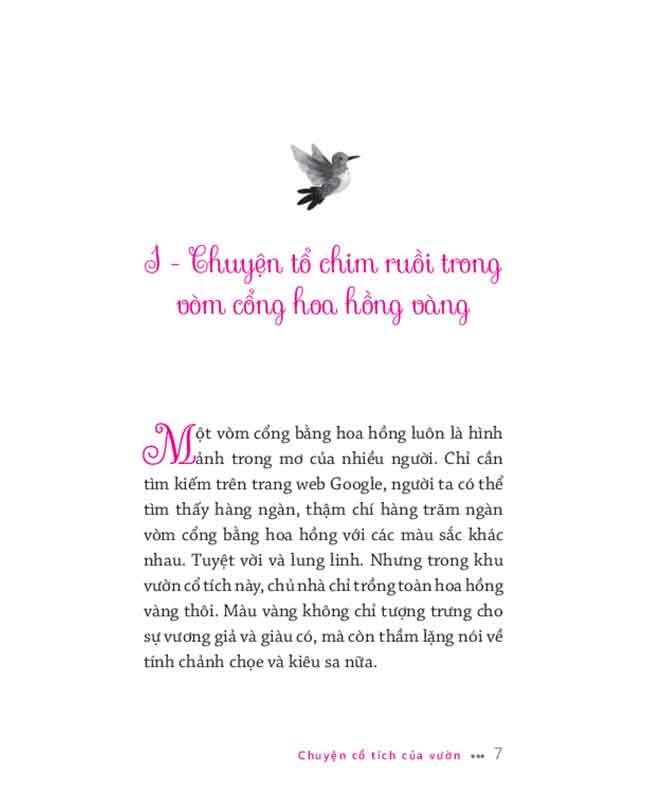 I - Chuyện tổ chim ruồi trong
vòm cổng hoa hồng vàng
Một vòm cổng bằng hoa hồng luôn là hình
ảnh trong mơ của nhiều người. Chỉ cần
tìm kiếm trên trang web Google, người ta có thể
tìm thấy hàng ngàn, thậm chí hàng trăm ngàn
vòm cổng bằng hoa hồng với các màu sắc khác
nhau. Tuyệt vời và lung linh. Nhưng trong khu
vườn cổ tích này, chủ nhà chỉ trồng toàn hoa hồng
vàng thôi. Màu vàng không chỉ tượng trưng cho
sự vương giả và giàu có, mà còn thầm lặng nói về
tính chảnh chọe và kiêu sa nữa.
Chuyện cổ tích của vườn ••• 7